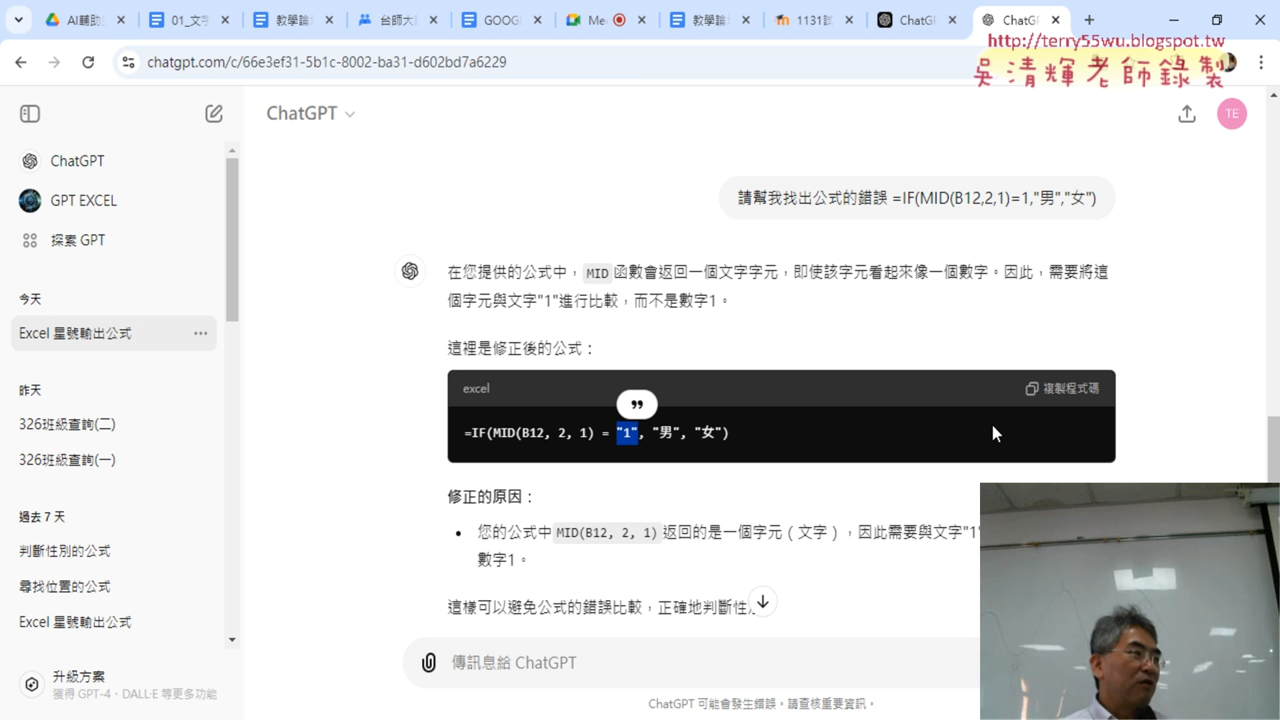 AI輔助
01_文字
教學論
台師大
GOOG
Me
教學論
1131試
ChatG
ChatG
http://terry55wu.blogspot.tw
吳清輝老師錄製
chatgpt.com/c/66e3ef31-5b1c-8002-ba31-d602bd7a6229
ChatGPT
TE
ChatGPT
GPT EXCEL
探索 GPT
今天
Excel 星號輸出公式
昨天
326班級查詢(二)
326班級查詢(一)
過去 7 天
判斷性別的公式
尋找位置的公式
Excel 星號輸出公式
升級方案
獲得 GPT-4、DALL·E 等更多功能
請幫我找出公式的錯誤 =IF(MID(B12,2,1)=1,"男","女")
在您提供的公式中，MID 函數會返回一個文字字元，即使該字元看起來像一個數字。因此，需要將這
個字元與文字"1"進行比較，而不是數字1。
這裡是修正後的公式：
excel
複製程式碼
=IF(MID(B12, 2, 1) = "1", "男", "女")
修正的原因：
您的公式中 MID(B12, 2, 1) 返回的是一個字元（文字），因此需要與文字"1"
數字1。
這樣可以避免公式的錯誤比較，正確地判斷性
傳訊息給 ChatGPT
ChatGPT 可能會發生錯誤。請查核重要資訊。